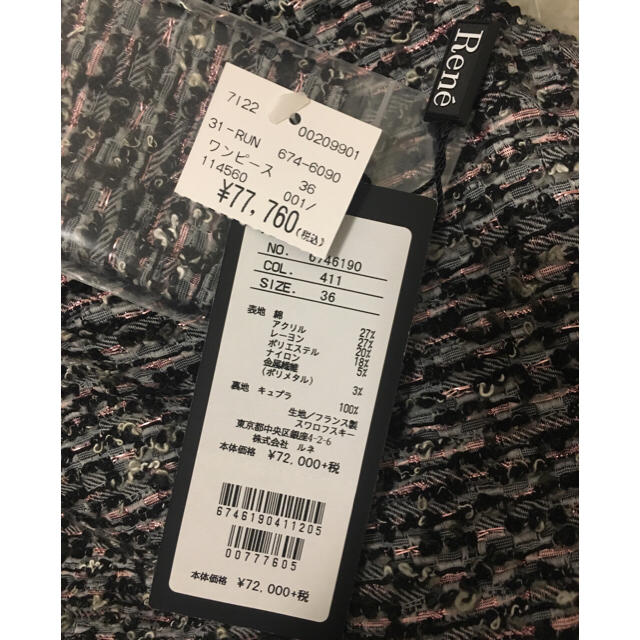 René
7I22
00209901
31-RUN 674-6090
ワンピース 36
114560 001/
¥77,760(税込)
NO. 6746190
COL. 411
SIZE. 36
表地 綿 27%
アクリル 27%
レーヨン 20%
ポリエステル 18%
ナイロン 5%
金属繊維
(ポリメタル) 3%
裏地 キュプラ 100%
生地/フランス製
スワロフスキー
東京都中央区銀座4-2-6
株式会社 ルネ
本体価格 ¥72,000+税
6746190411205
00777605
本体価格 ¥72,000+税